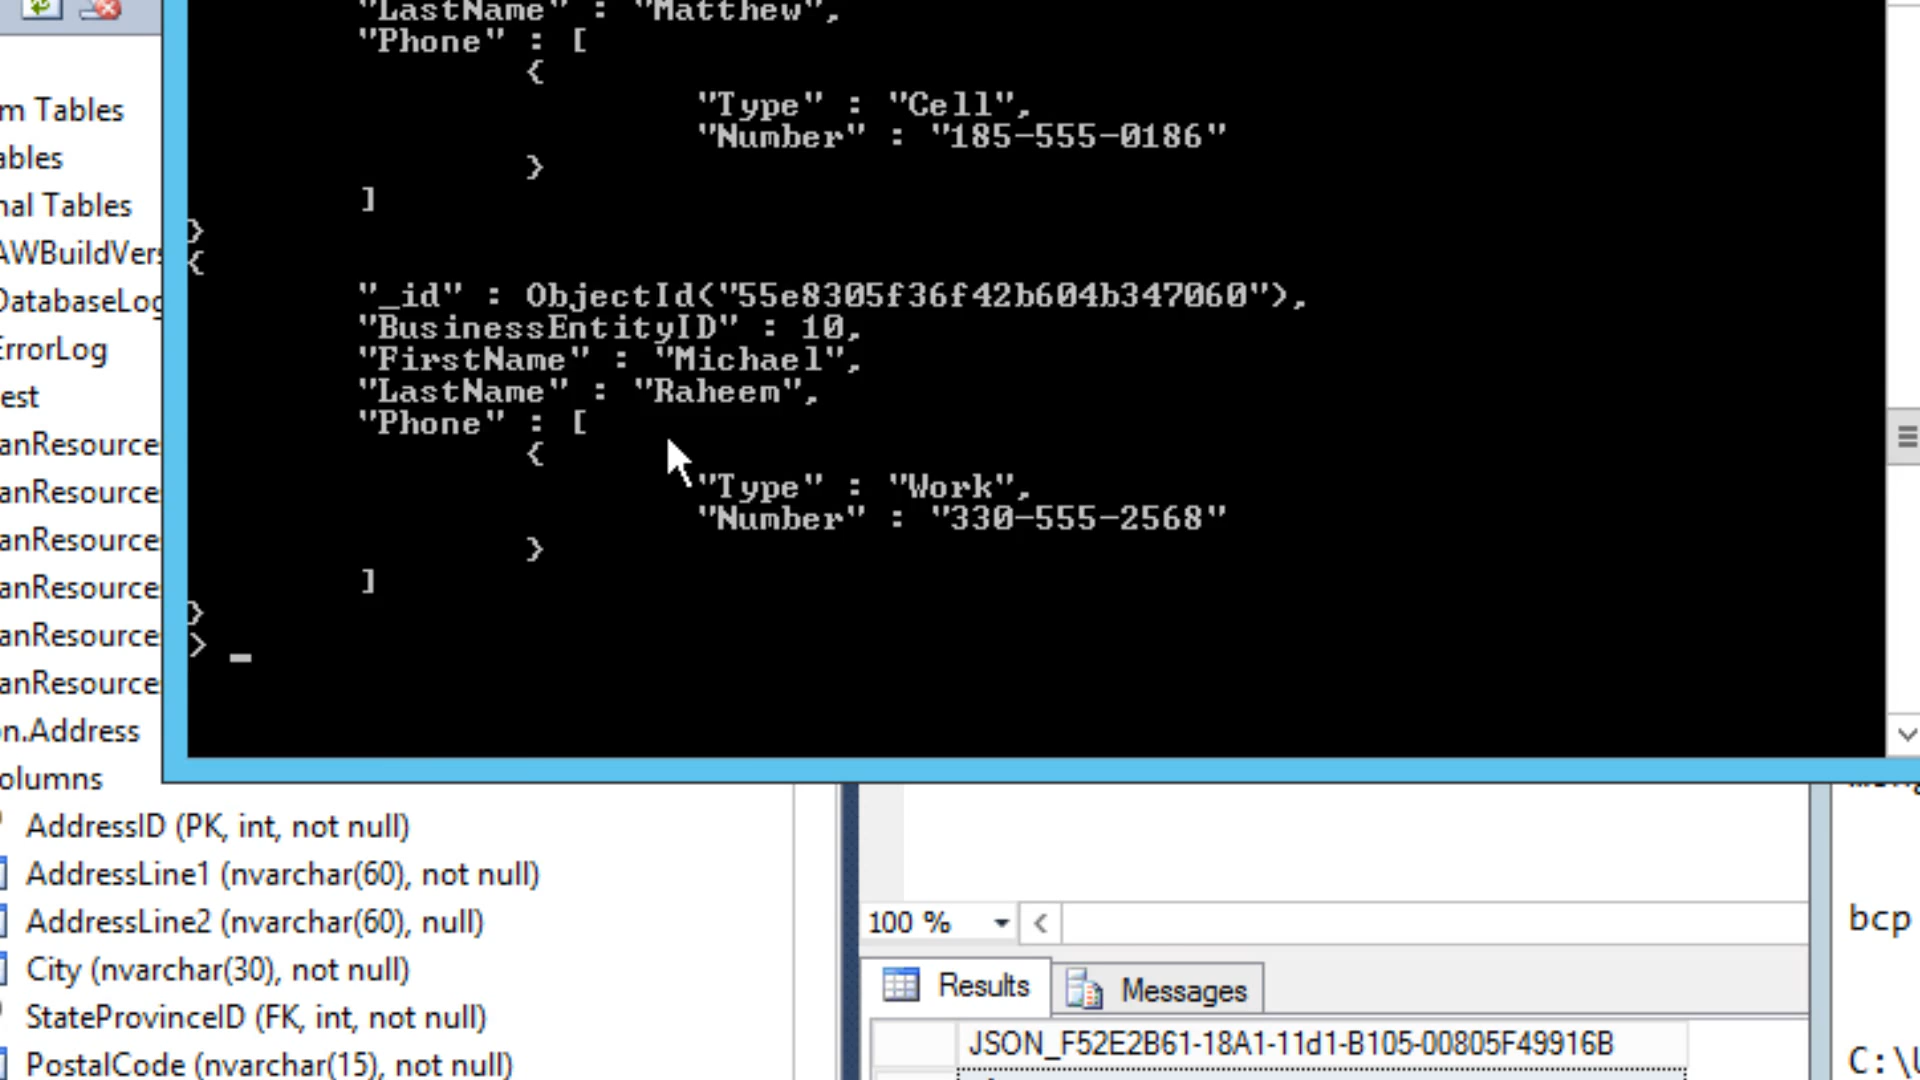 "LastName" : "Matthew",
"Phone" : [
{
"Type" : "Cell",
"Number" : "185-555-0186"
}
]
}
{
"_id" : ObjectId("55e8305f36f42b604b347060"),
"BusinessEntityID" : 10,
"FirstName" : "Michael",
"LastName" : "Raheem",
"Phone" : [
{
"Type" : "Work",
"Number" : "330-555-2568"
}
]
}
> _
m Tables
ables
nal Tables
AWBuildVers
DatabaseLog
ErrorLog
est
anResource
anResource
anResource
anResource
anResource
anResource
n.Address
olumns
AddressID (PK, int, not null)
AddressLine1 (nvarchar(60), not null)
AddressLine2 (nvarchar(60), null)
City (nvarchar(30), not null)
StateProvinceID (FK, int, not null)
PostalCode (nvarchar(15), not null)
100 %
Results
Messages
JSON_F52E2B61-18A1-11d1-B105-00805F49916B
bcp
C:\U